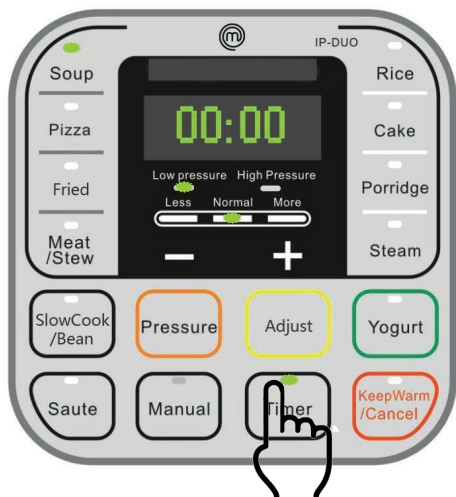 IP-DUO
Soup
Rice
Pizza
00:00
Cake
Low pressure High Pressure
Fried
Less Normal More
Porridge
Meat
/Stew
− +
Steam
SlowCook
/Bean
Pressure
Adjust
Yogurt
Saute
Manual
Timer
KeepWarm
/Cancel